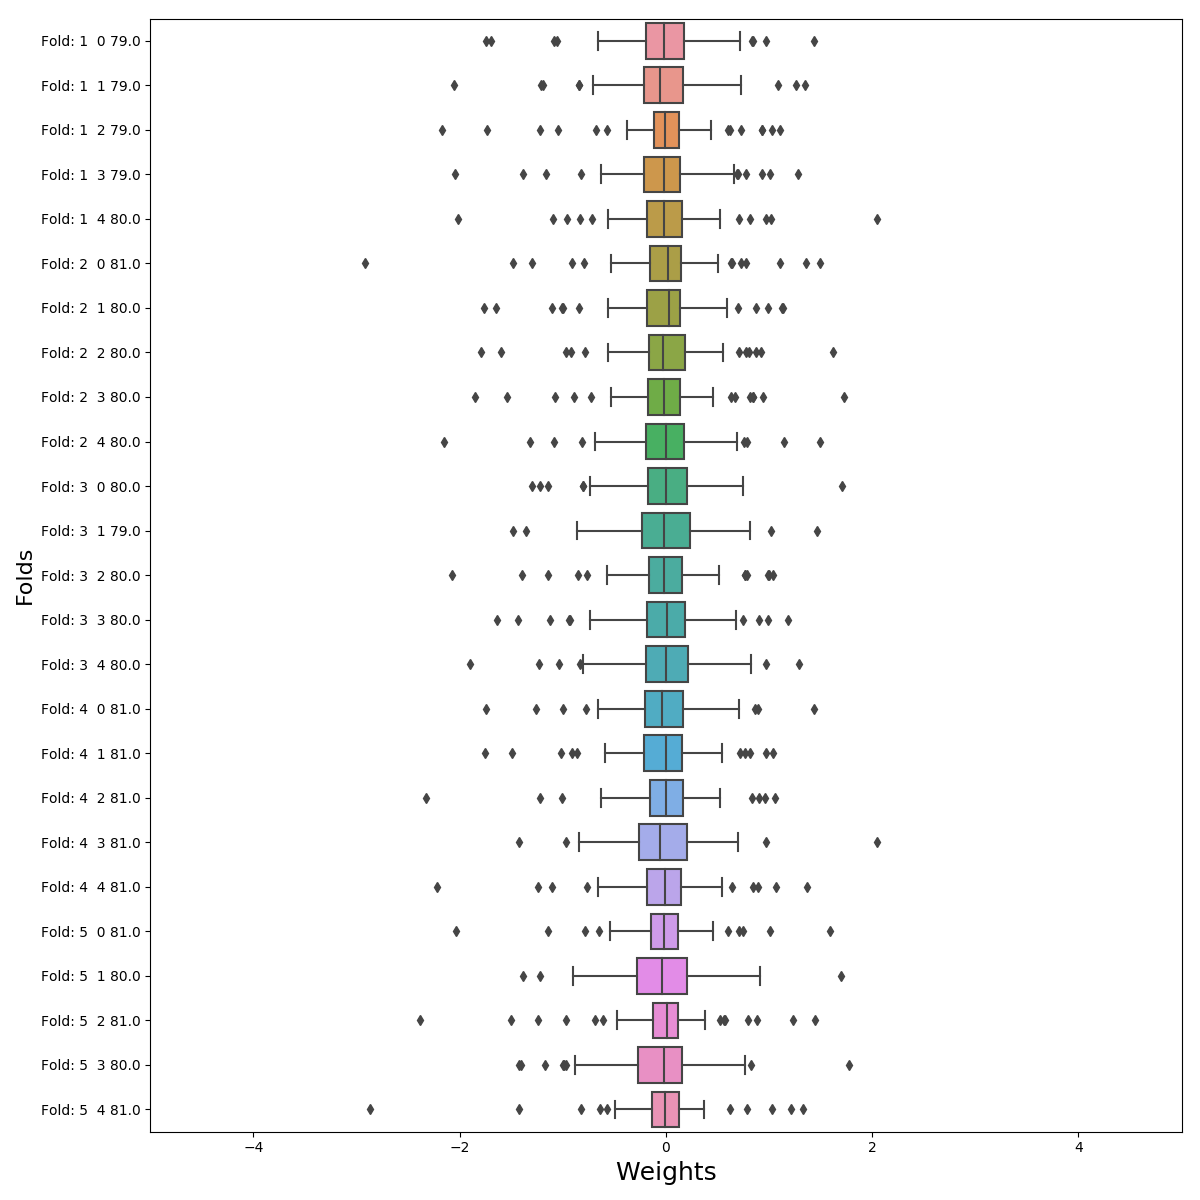 Fold: 1  0 79.0
Fold: 1  1 79.0
Fold: 1  2 79.0
Fold: 1  3 79.0
Fold: 1  4 80.0
Fold: 2  0 81.0
Fold: 2  1 80.0
Fold: 2  2 80.0
Fold: 2  3 80.0
Fold: 2  4 80.0
Fold: 3  0 80.0
Fold: 3  1 79.0
Fold: 3  2 80.0
Fold: 3  3 80.0
Fold: 3  4 80.0
Fold: 4  0 81.0
Fold: 4  1 81.0
Fold: 4  2 81.0
Fold: 4  3 81.0
Fold: 4  4 81.0
Fold: 5  0 81.0
Fold: 5  1 80.0
Fold: 5  2 81.0
Fold: 5  3 80.0
Fold: 5  4 81.0
Folds
−4 −2 0 2 4
Weights